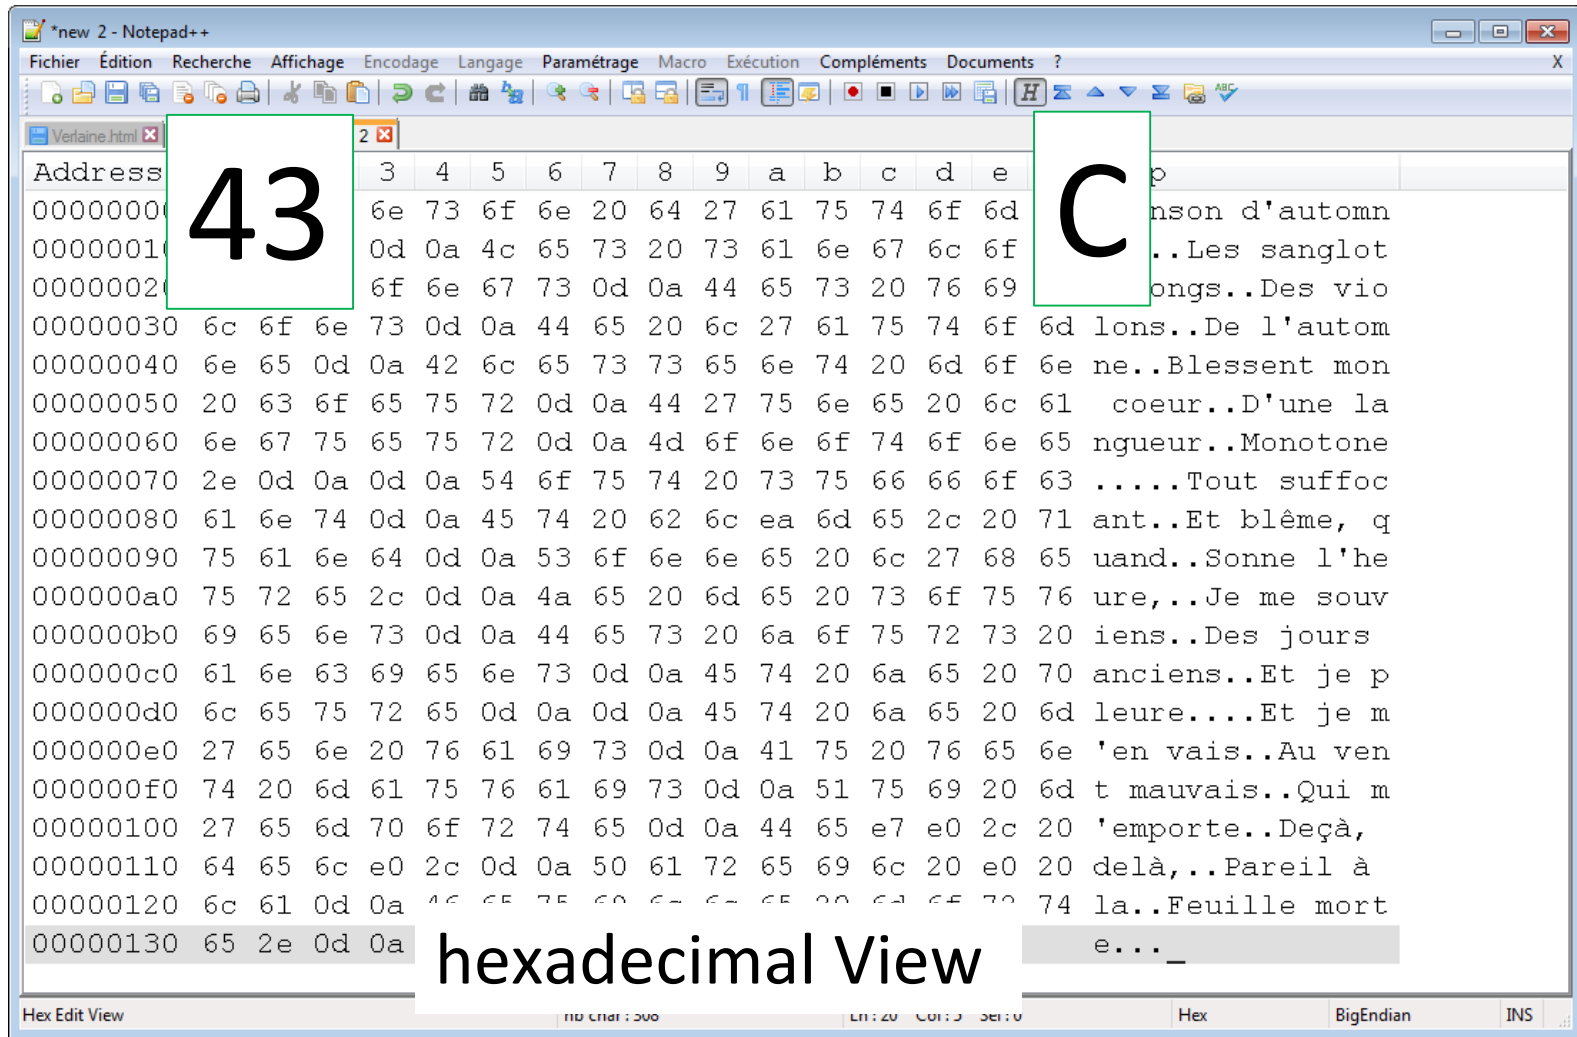 *new 2 - Notepad++
Fichier Édition Recherche Affichage Encodage Langage Paramétrage Macro Exécution Compléments Documents ? X
Verlaine.html 2
43
C
Address 3 4 5 6 7 8 9 a b c d e p
0000000 6e 73 6f 6e 20 64 27 61 75 74 6f 6d nson d'automn
0000001 0d 0a 4c 65 73 20 73 61 6e 67 6c 6f ..Les sanglot
0000002 6f 6e 67 73 0d 0a 44 65 73 20 76 69 ongs..Des vio
00000030 6c 6f 6e 73 0d 0a 44 65 20 6c 27 61 75 74 6f 6d lons..De l'autom
00000040 6e 65 0d 0a 42 6c 65 73 73 65 6e 74 20 6d 6f 6e ne..Blessent mon
00000050 20 63 6f 65 75 72 0d 0a 44 27 75 6e 65 20 6c 61 coeur..D'une la
00000060 6e 67 75 65 75 72 0d 0a 4d 6f 6e 6f 74 6f 6e 65 ngueur..Monotone
00000070 2e 0d 0a 0d 0a 54 6f 75 74 20 73 75 66 66 6f 63 .....Tout suffoc
00000080 61 6e 74 0d 0a 45 74 20 62 6c ea 6d 65 2c 20 71 ant..Et blême, q
00000090 75 61 6e 64 0d 0a 53 6f 6e 6e 65 20 6c 27 68 65 uand..Sonne l'he
000000a0 75 72 65 2c 0d 0a 4a 65 20 6d 65 20 73 6f 75 76 ure,..Je me souv
000000b0 69 65 6e 73 0d 0a 44 65 73 20 6a 6f 75 72 73 20 iens..Des jours
000000c0 61 6e 63 69 65 6e 73 0d 0a 45 74 20 6a 65 20 70 anciens..Et je p
000000d0 6c 65 75 72 65 0d 0a 0d 0a 45 74 20 6a 65 20 6d leure....Et je m
000000e0 27 65 6e 20 76 61 69 73 0d 0a 41 75 20 76 65 6e 'en vais..Au ven
000000f0 74 20 6d 61 75 76 61 69 73 0d 0a 51 75 69 20 6d t mauvais..Qui m
00000100 27 65 6d 70 6f 72 74 65 0d 0a 44 65 e7 e0 2c 20 'emporte..Deçà,
00000110 64 65 6c e0 2c 0d 0a 50 61 72 65 69 6c 20 e0 20 delà,..Pareil à
00000120 6c 61 0d 0a 74 la..Feuille mort
00000130 65 2e 0d 0a e..._
hexadecimal View
Hex Edit View nb char : 308 Ln : 20 Col : 5 Sel : 0 Hex BigEndian INS